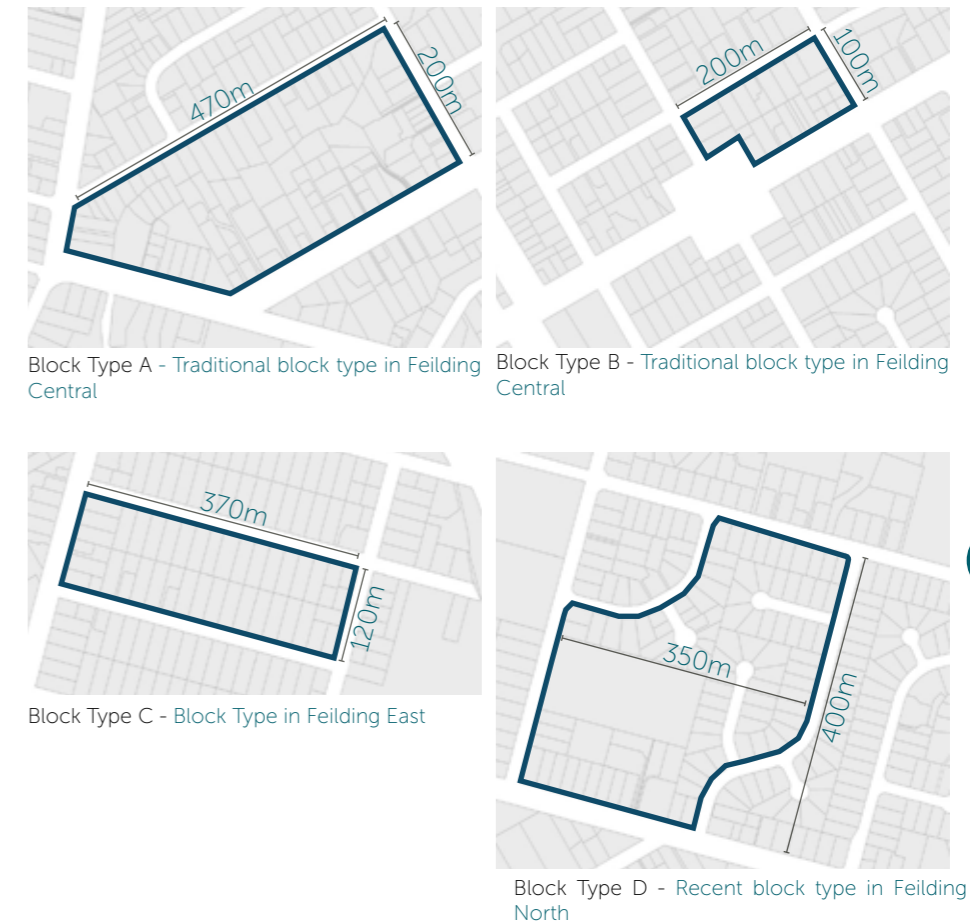 470m
200m
Block Type A - Traditional block type in Feilding
Central
200m
100m
Block Type B - Traditional block type in Feilding
Central
370m
120m
Block Type C - Block Type in Feilding East
350m
400m
Block Type D - Recent block type in Feilding
North